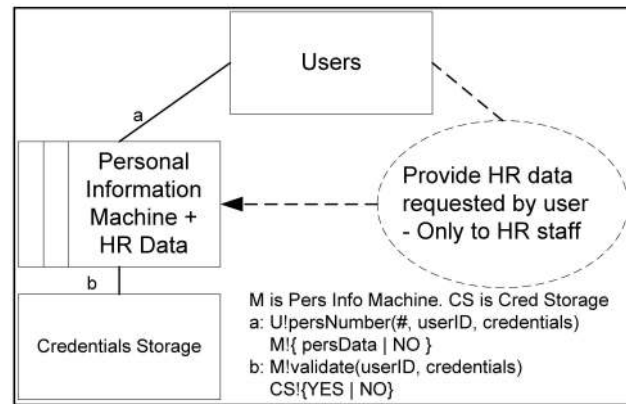 Users
a
Personal
Information
Machine +
HR Data
Provide HR data
requested by user
- Only to HR staff
b
Credentials Storage
M is Pers Info Machine. CS is Cred Storage
a: U!persNumber(#, userID, credentials)
M!{ persData | NO }
b: M!validate(userID, credentials)
CS!{YES | NO}